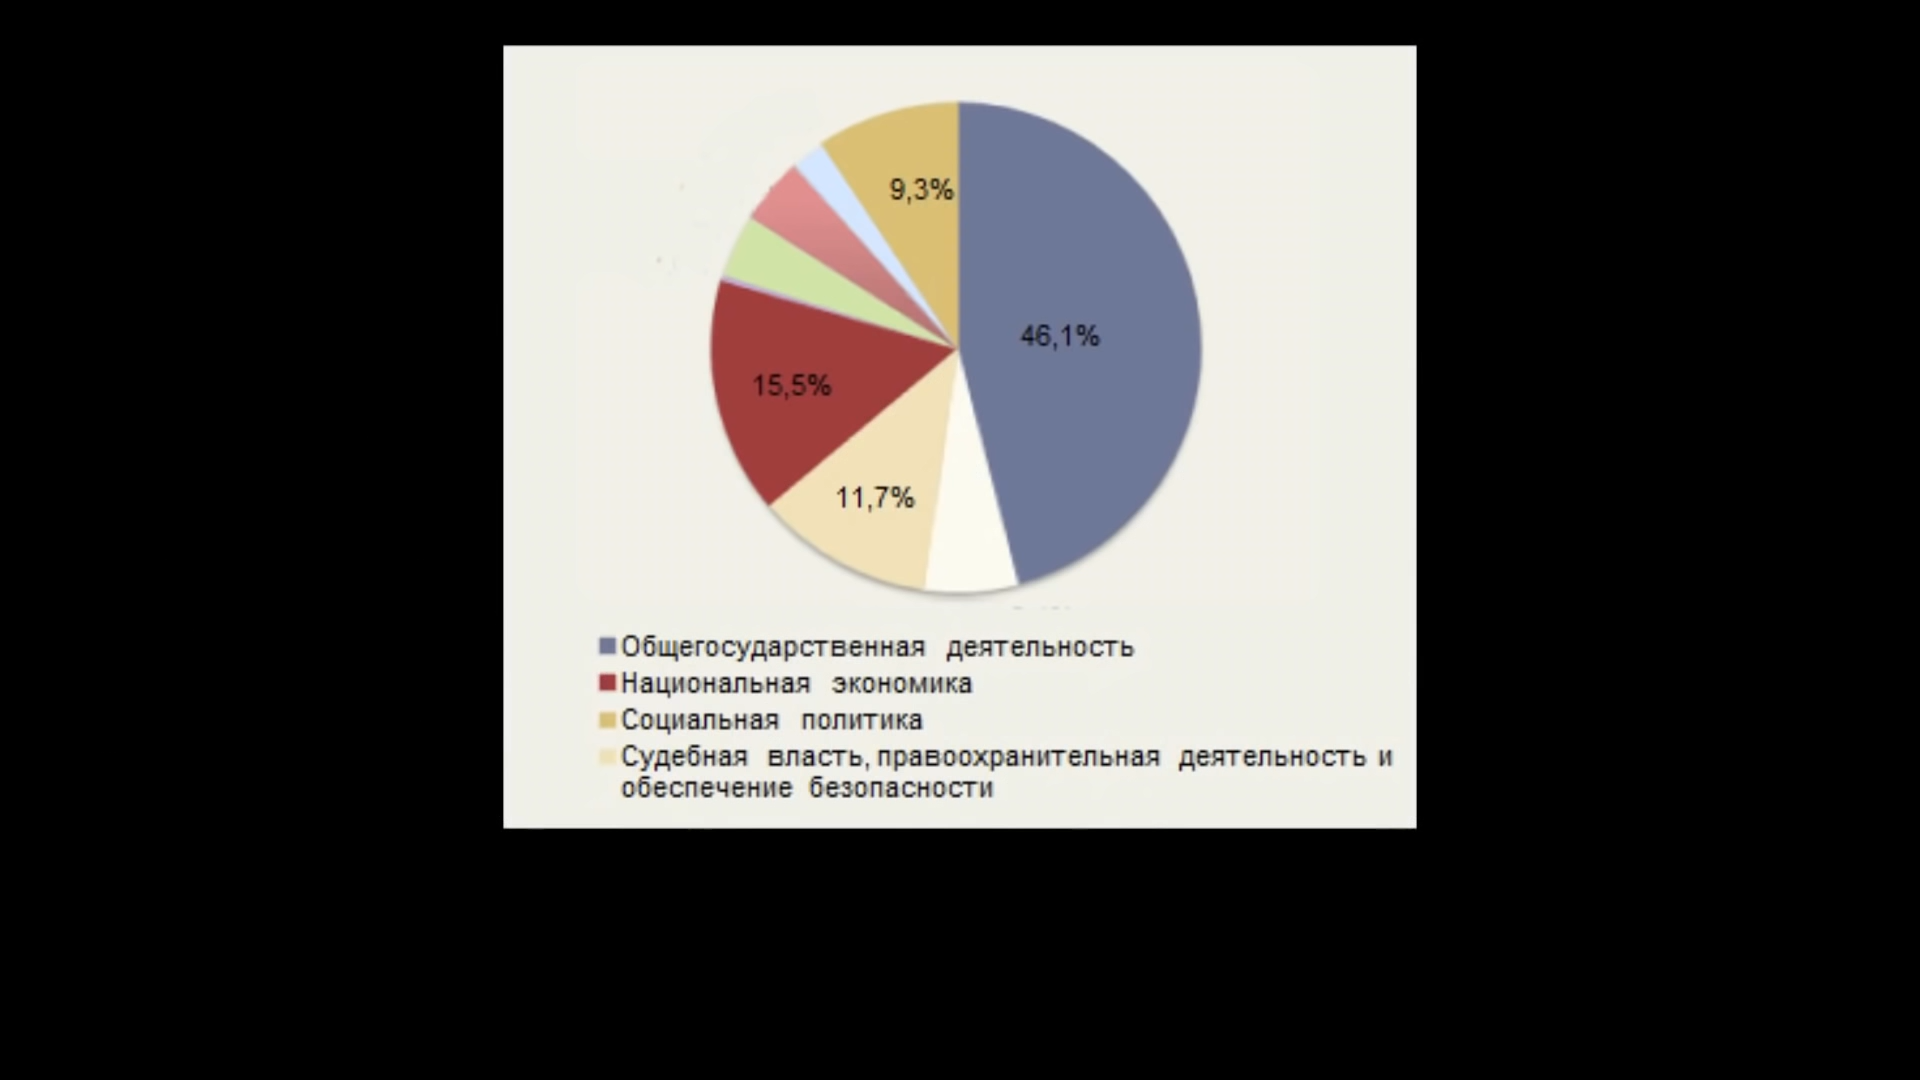 9,3%
46,1%
15,5%
11,7%
Общегосударственная деятельность
Национальная экономика
Социальная политика
Судебная власть, правоохранительная деятельность и
обеспечение безопасности